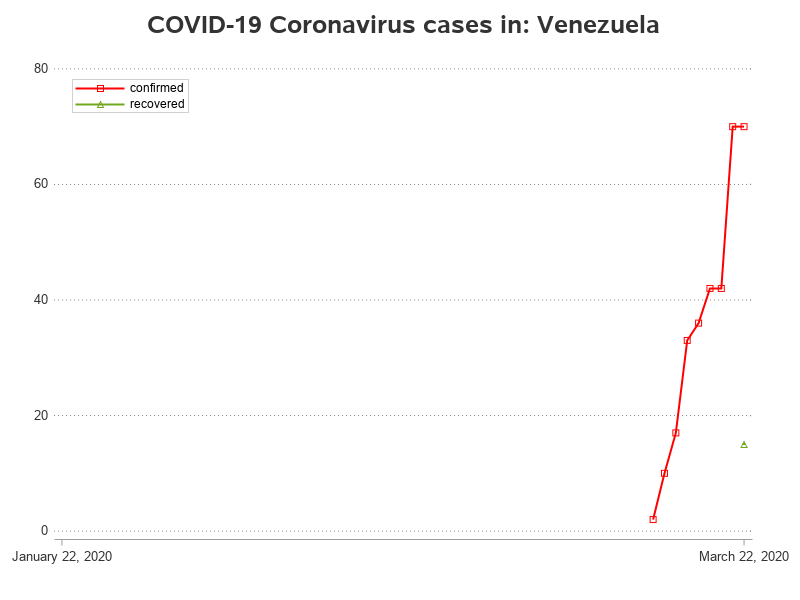 COVID-19 Coronavirus cases in: Venezuela
80
confirmed
recovered
60
40
20
0
January 22, 2020
March 22, 2020